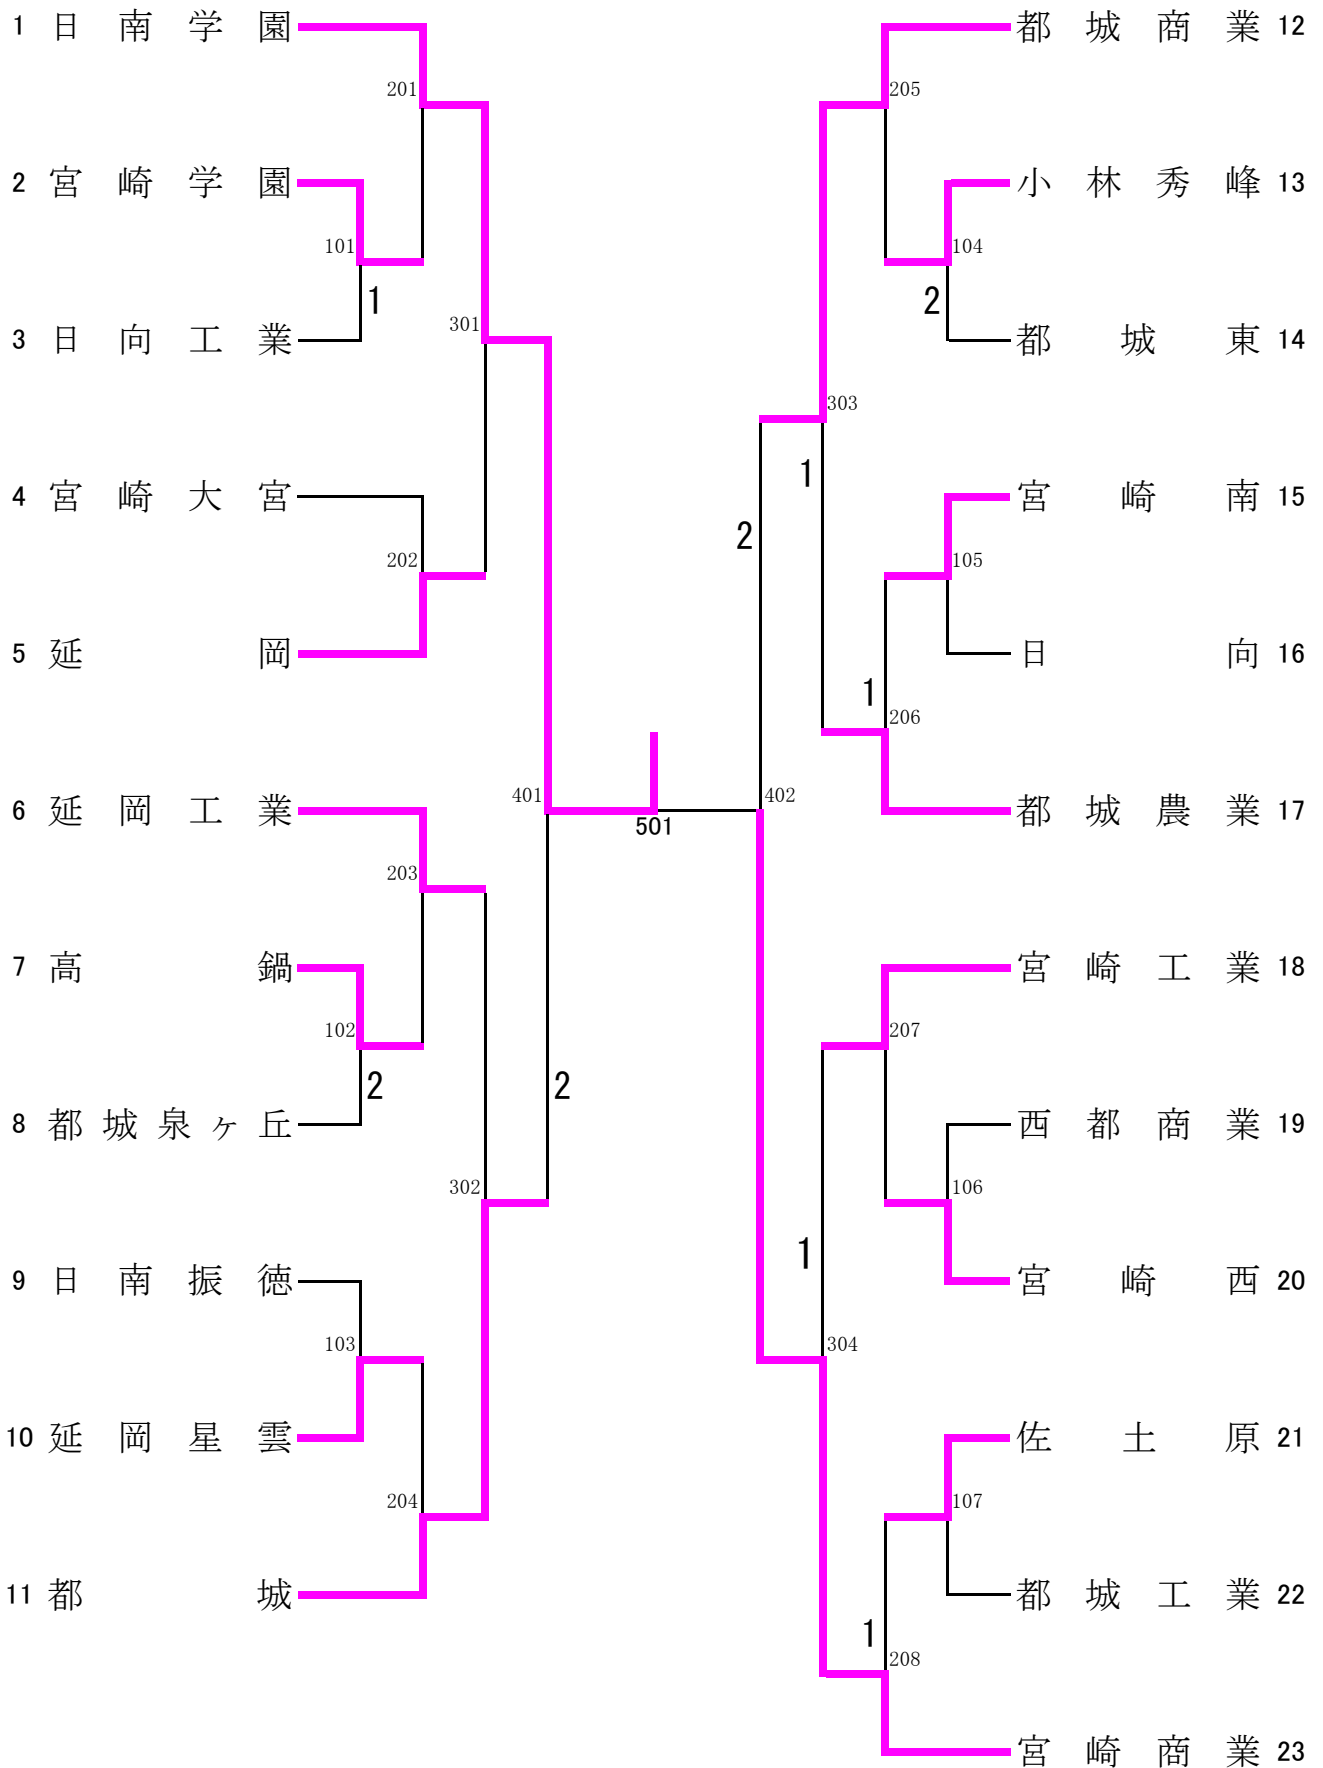 1 日南学園
201
2 宮崎学園
101
1
3 日向工業
301
4 宮崎大宮
202
5 延岡
6 延岡工業
401
203
7 高鍋
102
2
8 都城泉ヶ丘
2
302
9 日南振徳
103
10 延岡星雲
204
11 都城
501
都城商業 12
205
小林秀峰 13
104
2
都城東 14
303
1
宮崎南 15
2
105
日向 16
1
206
402
都城農業 17
宮崎工業 18
207
西都商業 19
106
1
宮崎西 20
304
佐土原 21
107
都城工業 22
1
208
宮崎商業 23